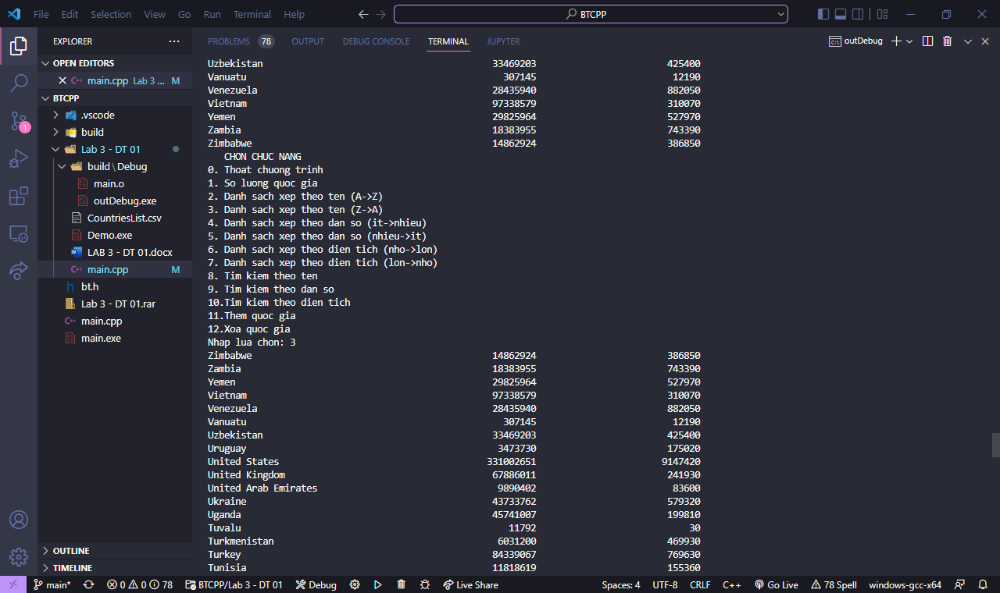 File Edit Selection View Go Run Terminal Help
BTCPP
EXPLORER
OPEN EDITORS
main.cpp Lab 3 ... M
BTCPP
.vscode
build
Lab 3 - DT 01
build\Debug
main.o
outDebug.exe
CountriesList.csv
Demo.exe
LAB 3 - DT 01.docx
main.cpp M
bt.h
Lab 3 - DT 01.rar
main.cpp
main.exe
OUTLINE
TIMELINE
1
PROBLEMS 78 OUTPUT DEBUG CONSOLE TERMINAL JUPYTER
outDebug
Uzbekistan 33469203 425400
Vanuatu 307145 12190
Venezuela 28435940 882050
Vietnam 97338579 310070
Yemen 29825964 527970
Zambia 18383955 743390
Zimbabwe 14862924 386850
CHON CHUC NANG
0. Thoat chuong trinh
1. So luong quoc gia
2. Danh sach xep theo ten (A->Z)
3. Danh sach xep theo ten (Z->A)
4. Danh sach xep theo dan so (it->nhieu)
5. Danh sach xep theo dan so (nhieu->it)
6. Danh sach xep theo dien tich (nho->lon)
7. Danh sach xep theo dien tich (lon->nho)
8. Tim kiem theo ten
9. Tim kiem theo dan so
10.Tim kiem theo dien tich
11.Them quoc gia
12.Xoa quoc gia
Nhap lua chon: 3
Zimbabwe 14862924 386850
Zambia 18383955 743390
Yemen 29825964 527970
Vietnam 97338579 310070
Venezuela 28435940 882050
Vanuatu 307145 12190
Uzbekistan 33469203 425400
Uruguay 3473730 175020
United States 331002651 9147420
United Kingdom 67886011 241930
United Arab Emirates 9890402 83600
Ukraine 43733762 579320
Uganda 45741007 199810
Tuvalu 11792 30
Turkmenistan 6031200 469930
Turkey 84339067 769630
Tunisia 11818619 155360
main* 0 0 78 BTCPP/Lab 3 - DT 01 Debug Live Share Spaces: 4 UTF-8 CRLF C++ Go Live 78 Spell windows-gcc-x64